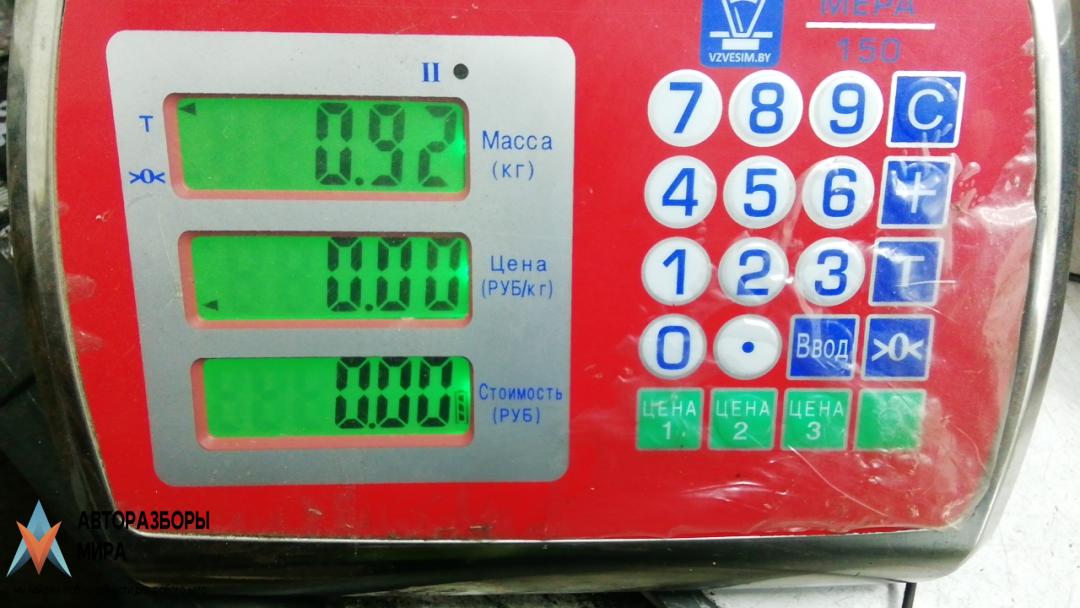 МЕРА
150
VZVESIM.BY
II
T
>0<
0.92
Масса
(кг)
0.00
Цена
(РУБ/кг)
0.00
Стоимость
(РУБ)
7 8 9 C
4 5 6 +
1 2 3 T
0 . Ввод >0<
ЦЕНА 1 ЦЕНА 2 ЦЕНА 3
АВТОРАЗБОРЫ
МИРА